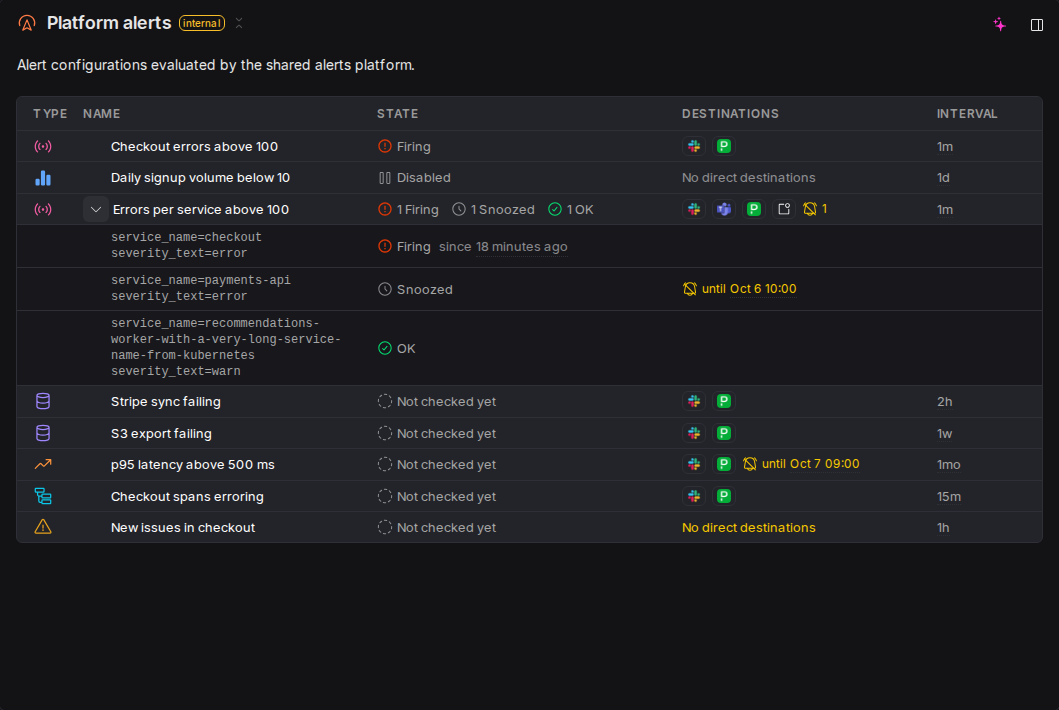 Platform alerts internal
Alert configurations evaluated by the shared alerts platform.
TYPE NAME STATE DESTINATIONS INTERVAL
Checkout errors above 100 Firing 1m
Daily signup volume below 10 Disabled No direct destinations 1d
Errors per service above 100 1 Firing 1 Snoozed 1 OK 1 1m
service_name=checkout
severity_text=error
Firing since 18 minutes ago
service_name=payments-api
severity_text=error
Snoozed until Oct 6 10:00
service_name=recommendations-
worker-with-a-very-long-service-
name-from-kubernetes
severity_text=warn
OK
Stripe sync failing Not checked yet 2h
S3 export failing Not checked yet 1w
p95 latency above 500 ms Not checked yet until Oct 7 09:00 1mo
Checkout spans erroring Not checked yet 15m
New issues in checkout Not checked yet No direct destinations 1h